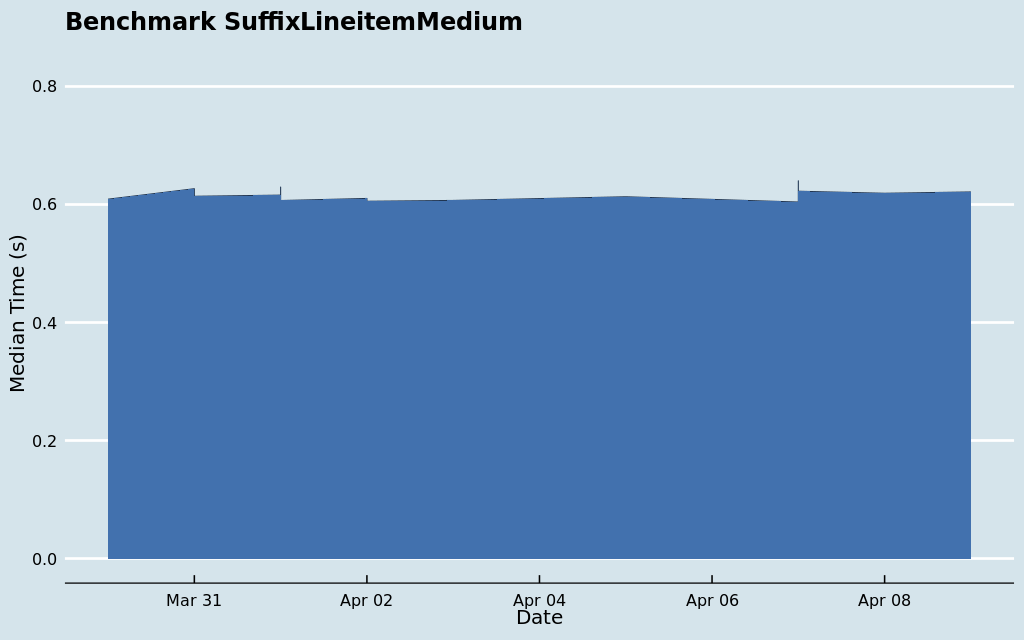 Benchmark SuffixLineitemMedium
Median Time (s)
0.8
0.6
0.4
0.2
0.0
Mar 31 Apr 02 Apr 04 Apr 06 Apr 08
Date